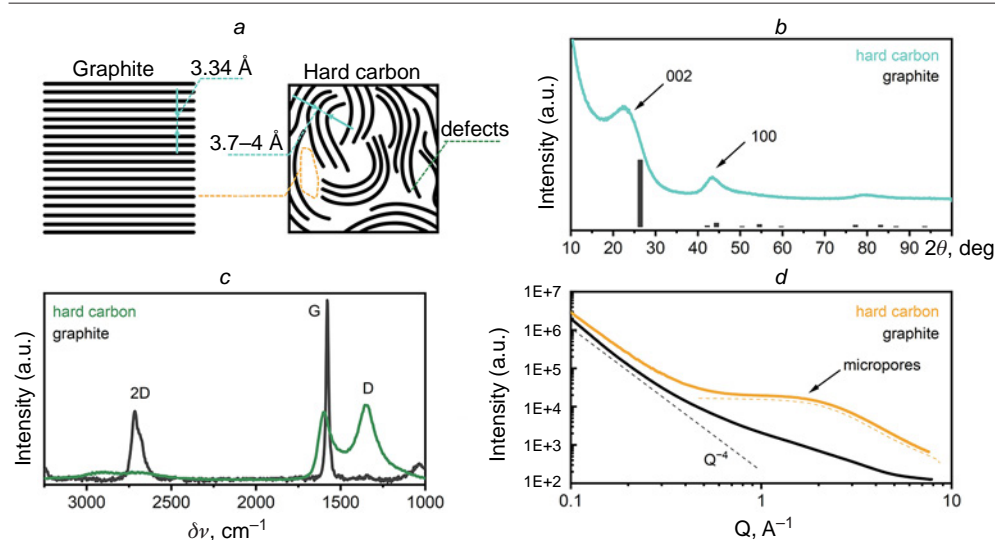 a
Graphite
3.34 Å
Hard carbon
3.7–4 Å
defects
b
hard carbon
graphite
002
100
Intensity (a.u.)
10 20 30 40 50 60 70 80 90 2θ, deg
c
hard carbon
graphite
2D
G
D
Intensity (a.u.)
3000 2500 2000 1500 1000
δν, cm⁻¹
d
1E+7
1E+6
1E+5
1E+4
1E+3
1E+2
hard carbon
graphite
micropores
Q⁻⁴
Intensity (a.u.)
0.1 1 10
Q, A⁻¹